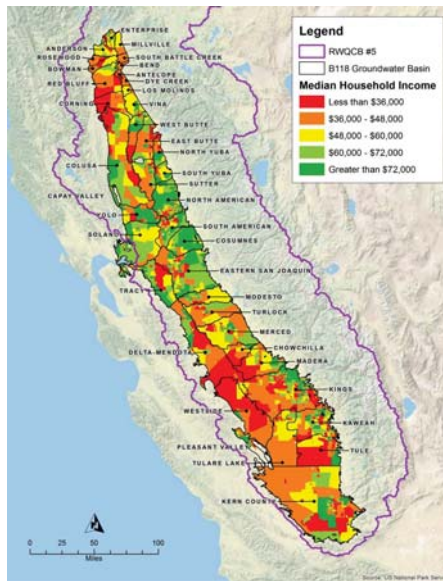 Legend
RWQCB #5
B118 Groundwater Basin
Median Household Income
Less than $36,000
$36,000 - $48,000
$48,000 - $60,000
$60,000 - $72,000
Greater than $72,000
ENTERPRISE
ANDERSON
MILLVILLE
ROSEWOOD
SOUTH BATTLE CREEK
BOWMAN
BEND
ANTELOPE
RED BLUFF
DYE CREEK
LOS MOLINOS
CORNING
VINA
WEST BUTTE
EAST BUTTE
NORTH YUBA
COLUSA
SOUTH YUBA
SUTTER
CAPAY VALLEY
NORTH AMERICAN
YOLO
SOUTH AMERICAN
SOLANO
COSUMNES
EASTERN SAN JOAQUIN
TRACY
MODESTO
TURLOCK
MERCED
CHOWCHILLA
DELTA-MENDOTA
MADERA
KINGS
WESTSIDE
KAWEAH
PLEASANT VALLEY
TULE
TULARE LAKE
KERN COUNTY
0 25 50 100
Miles
Source: US National Park Serv